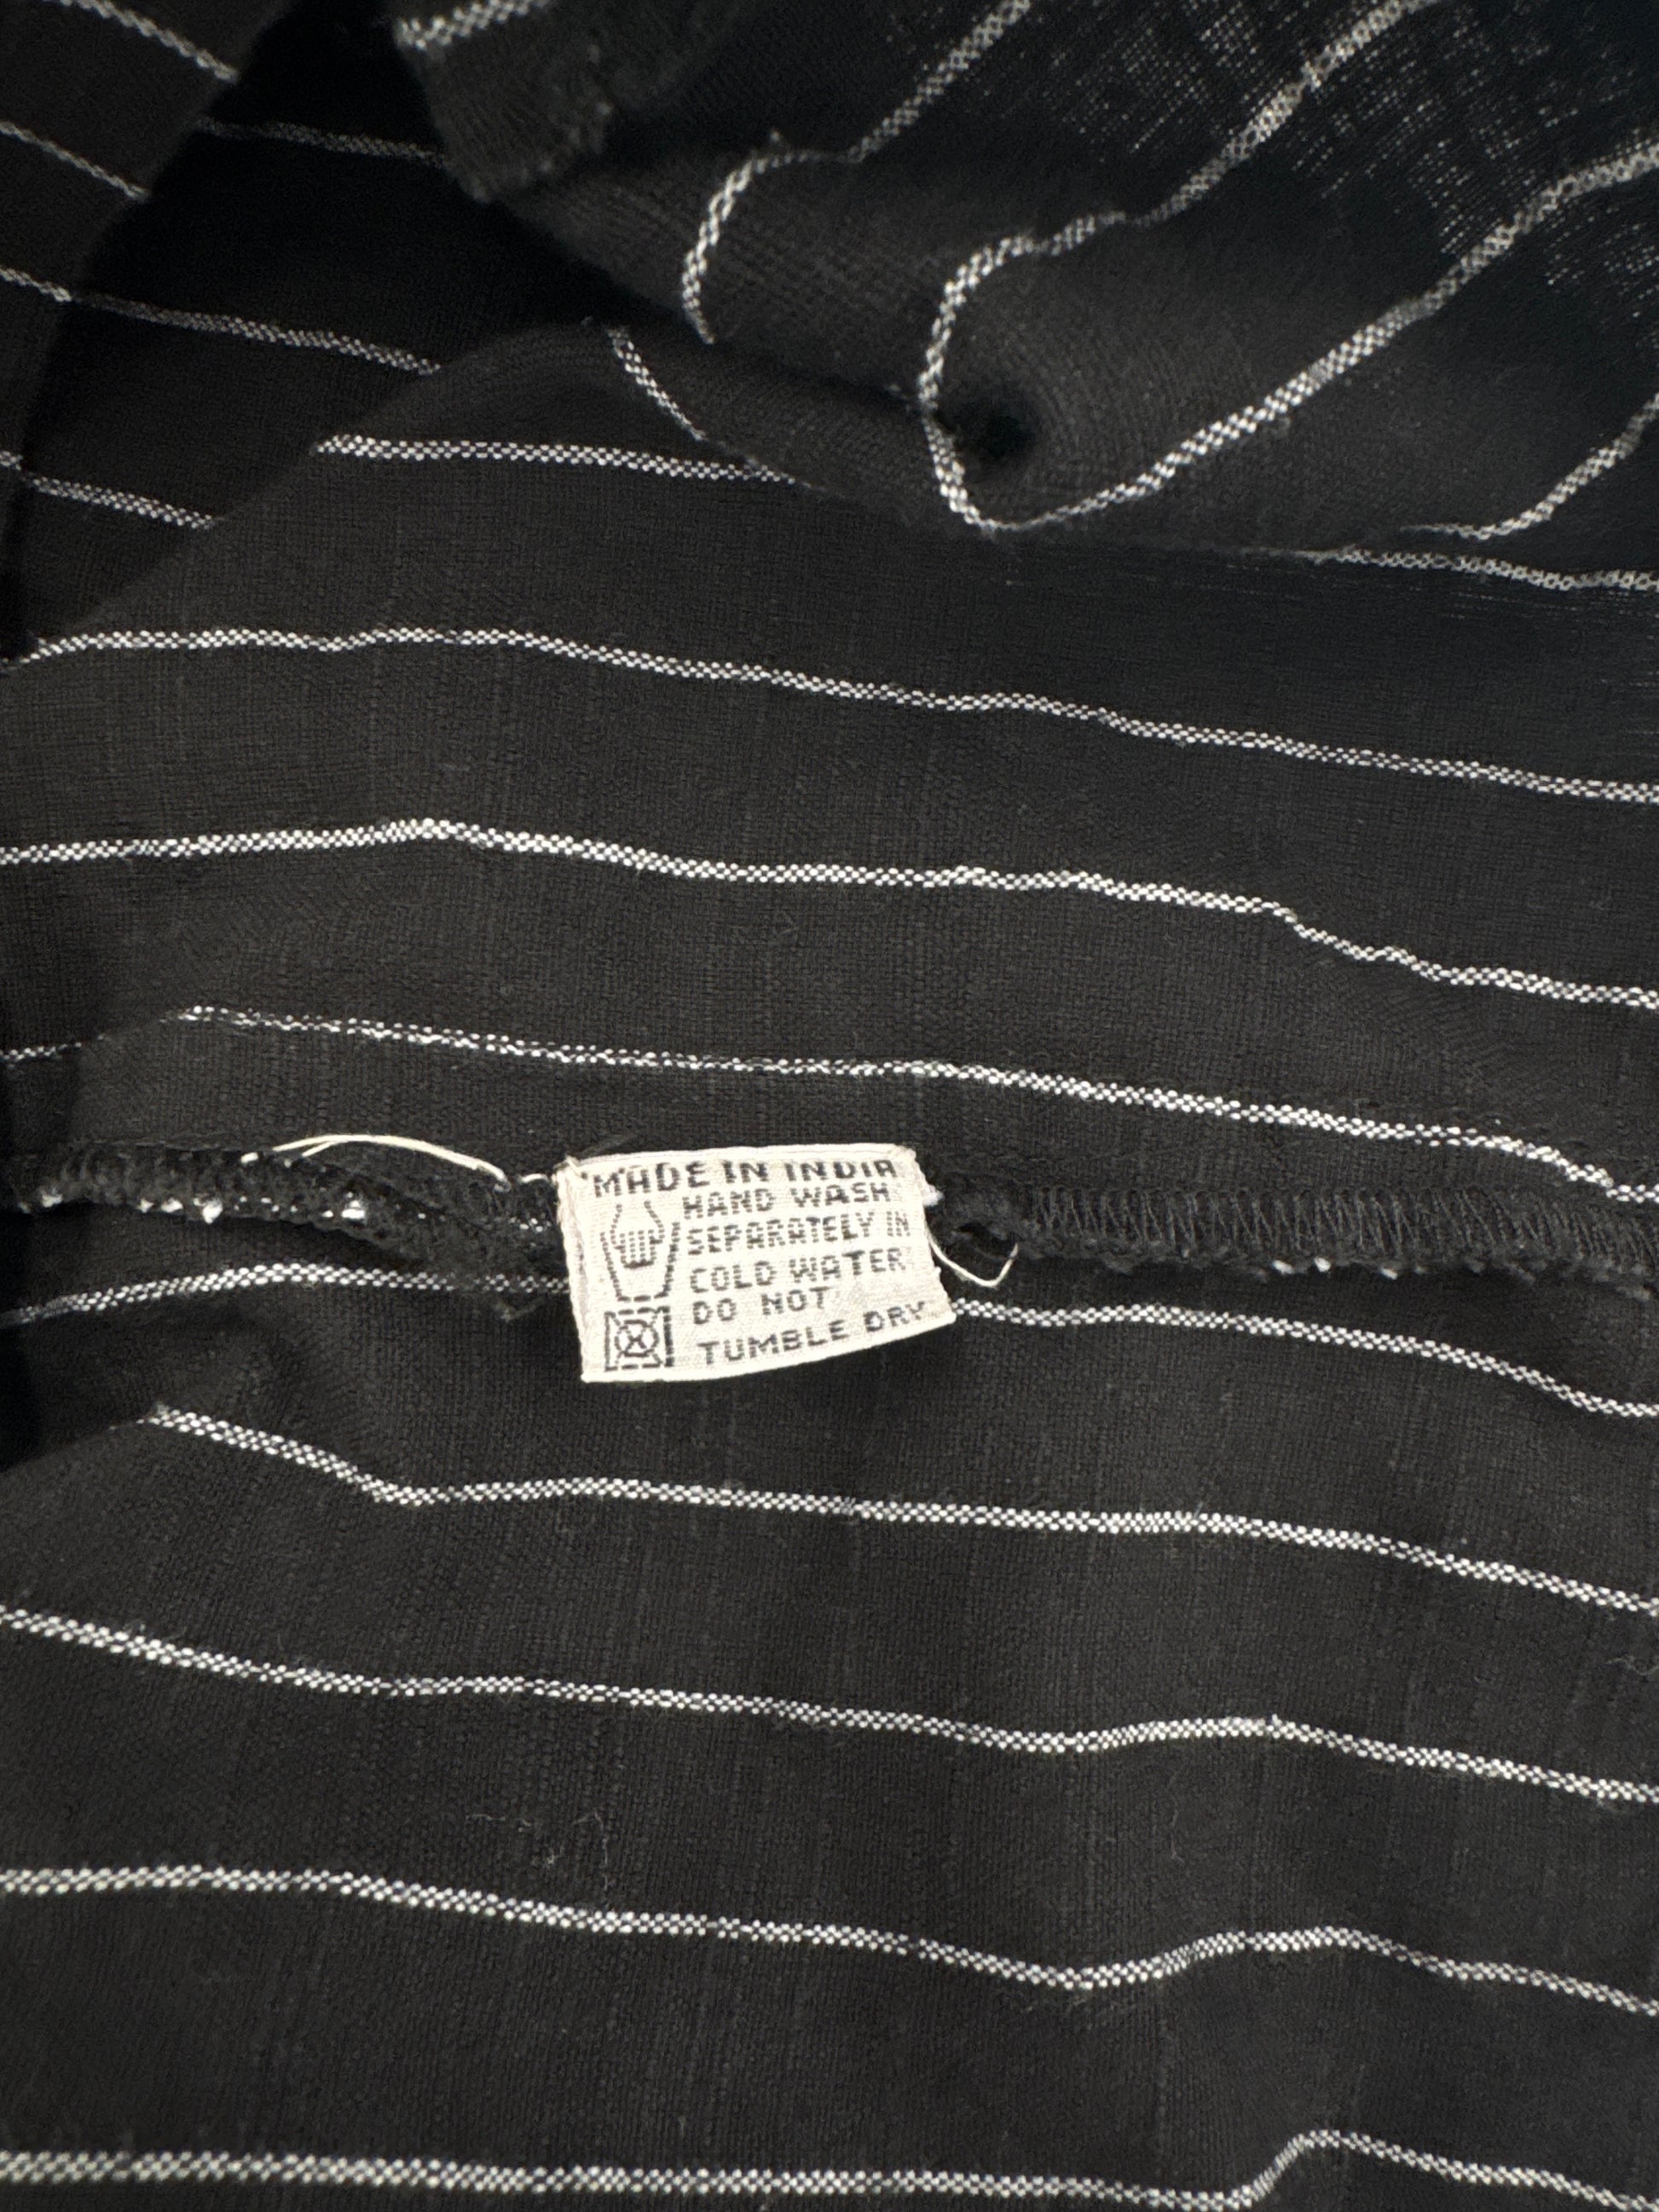 MADE IN INDIA
HAND WASH
SEPARATELY IN
COLD WATER
DO NOT
TUMBLE DRY